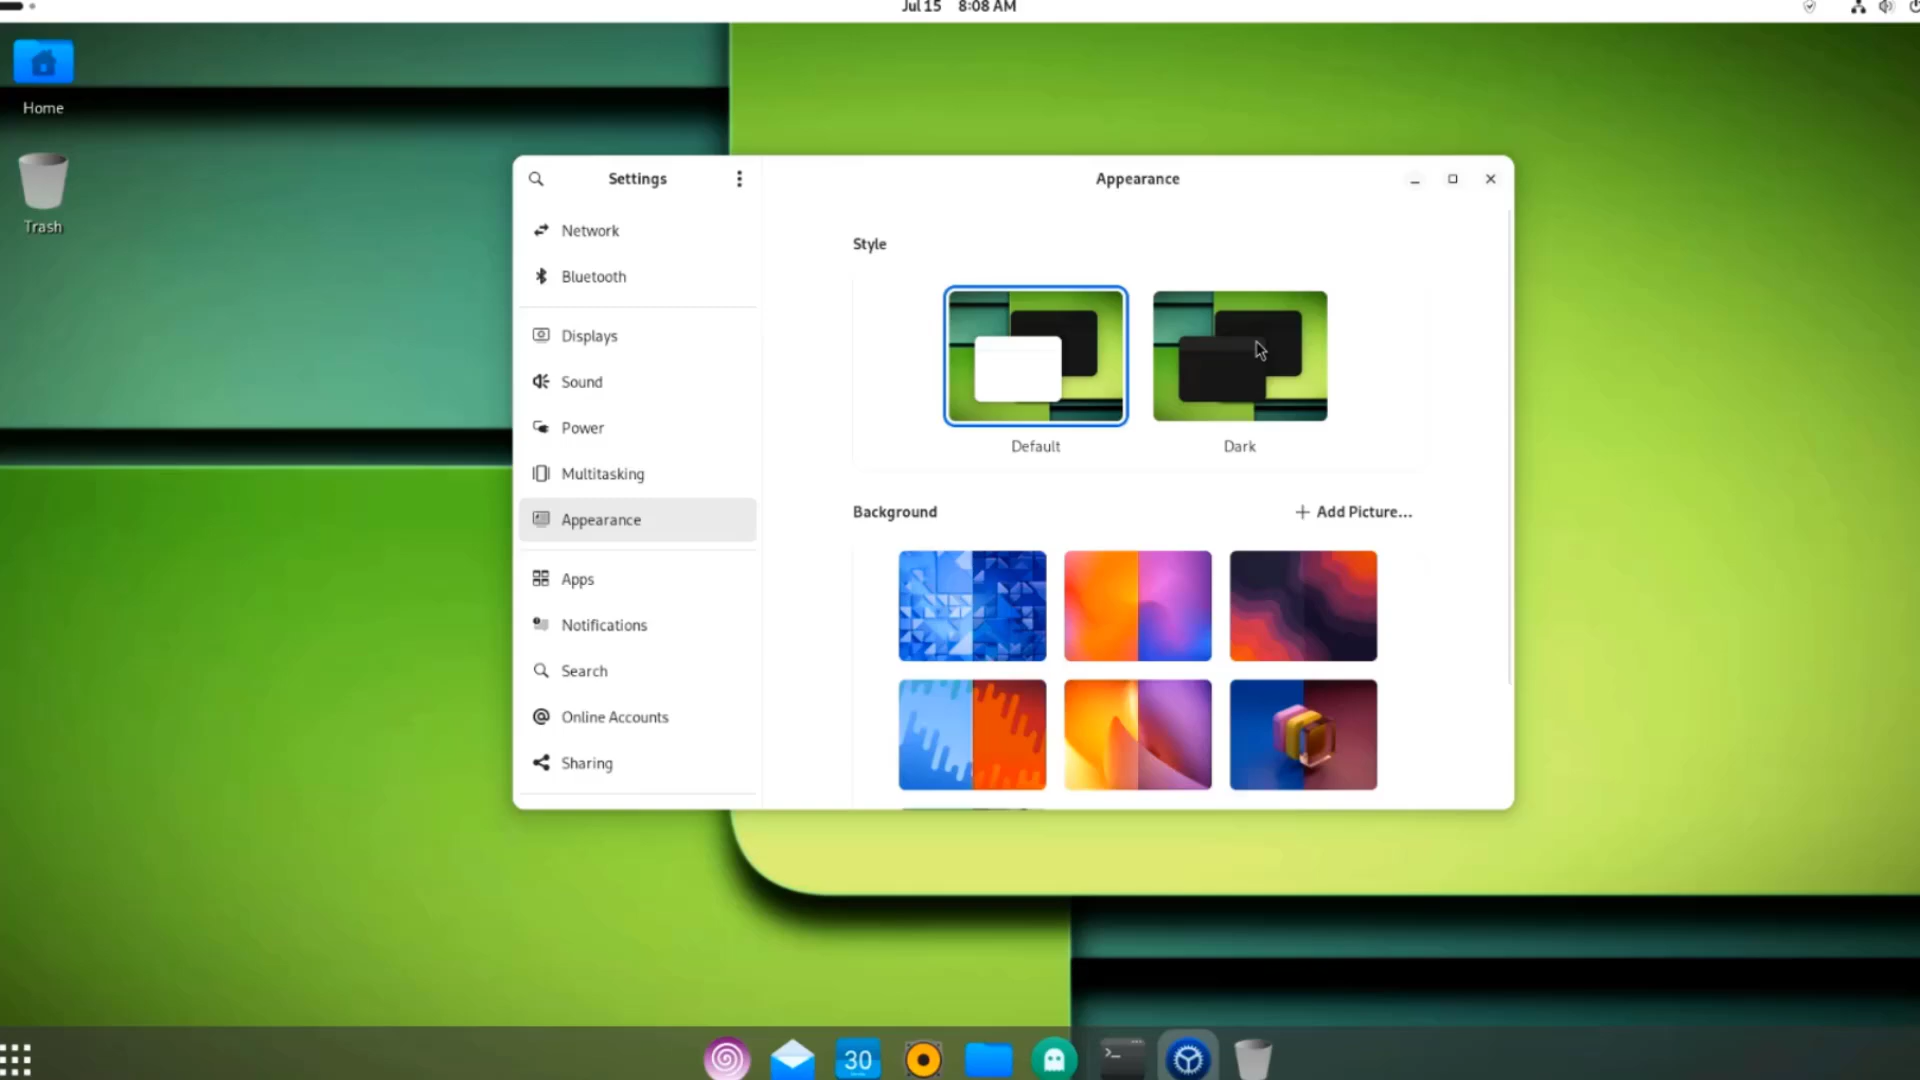 Jul 15 8:08 AM
Home
Trash
Settings
Network
Bluetooth
Displays
Sound
Power
Multitasking
Appearance
Apps
Notifications
Search
Online Accounts
Sharing
Appearance
Style
Default
Dark
Background
+ Add Picture...
30